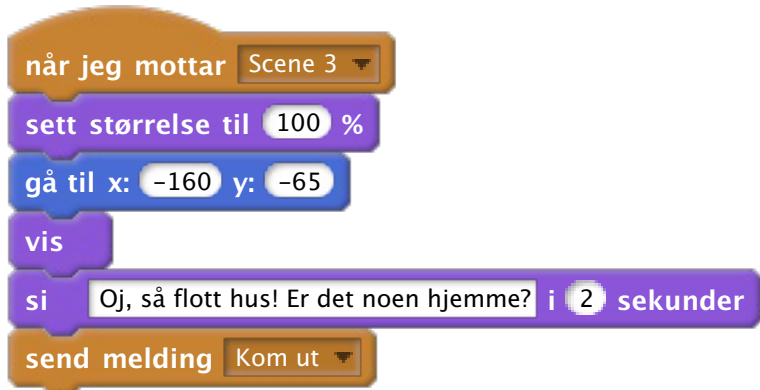 når jeg mottar Scene 3
sett størrelse til 100 %
gå til x: -160 y: -65
vis
si Oj, så flott hus! Er det noen hjemme? i 2 sekunder
send melding Kom ut